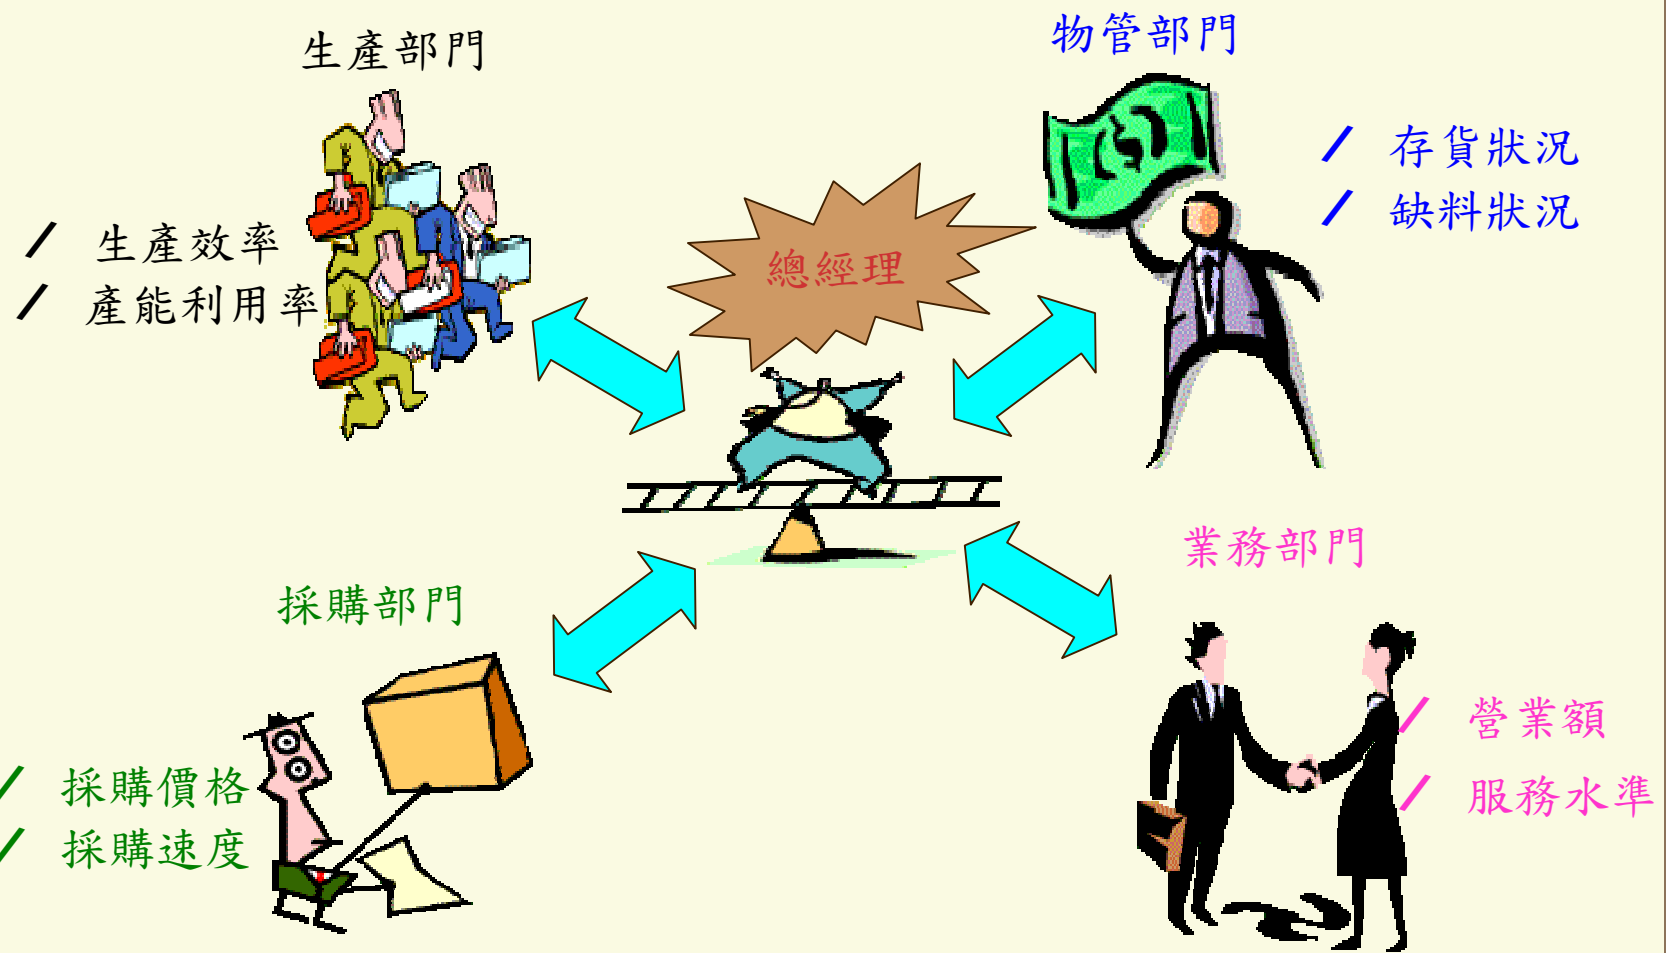 生產部門
/ 生產效率
/ 產能利用率
物管部門
/ 存貨狀況
/ 缺料狀況
總經理
採購部門
/ 採購價格
/ 採購速度
業務部門
/ 營業額
/ 服務水準